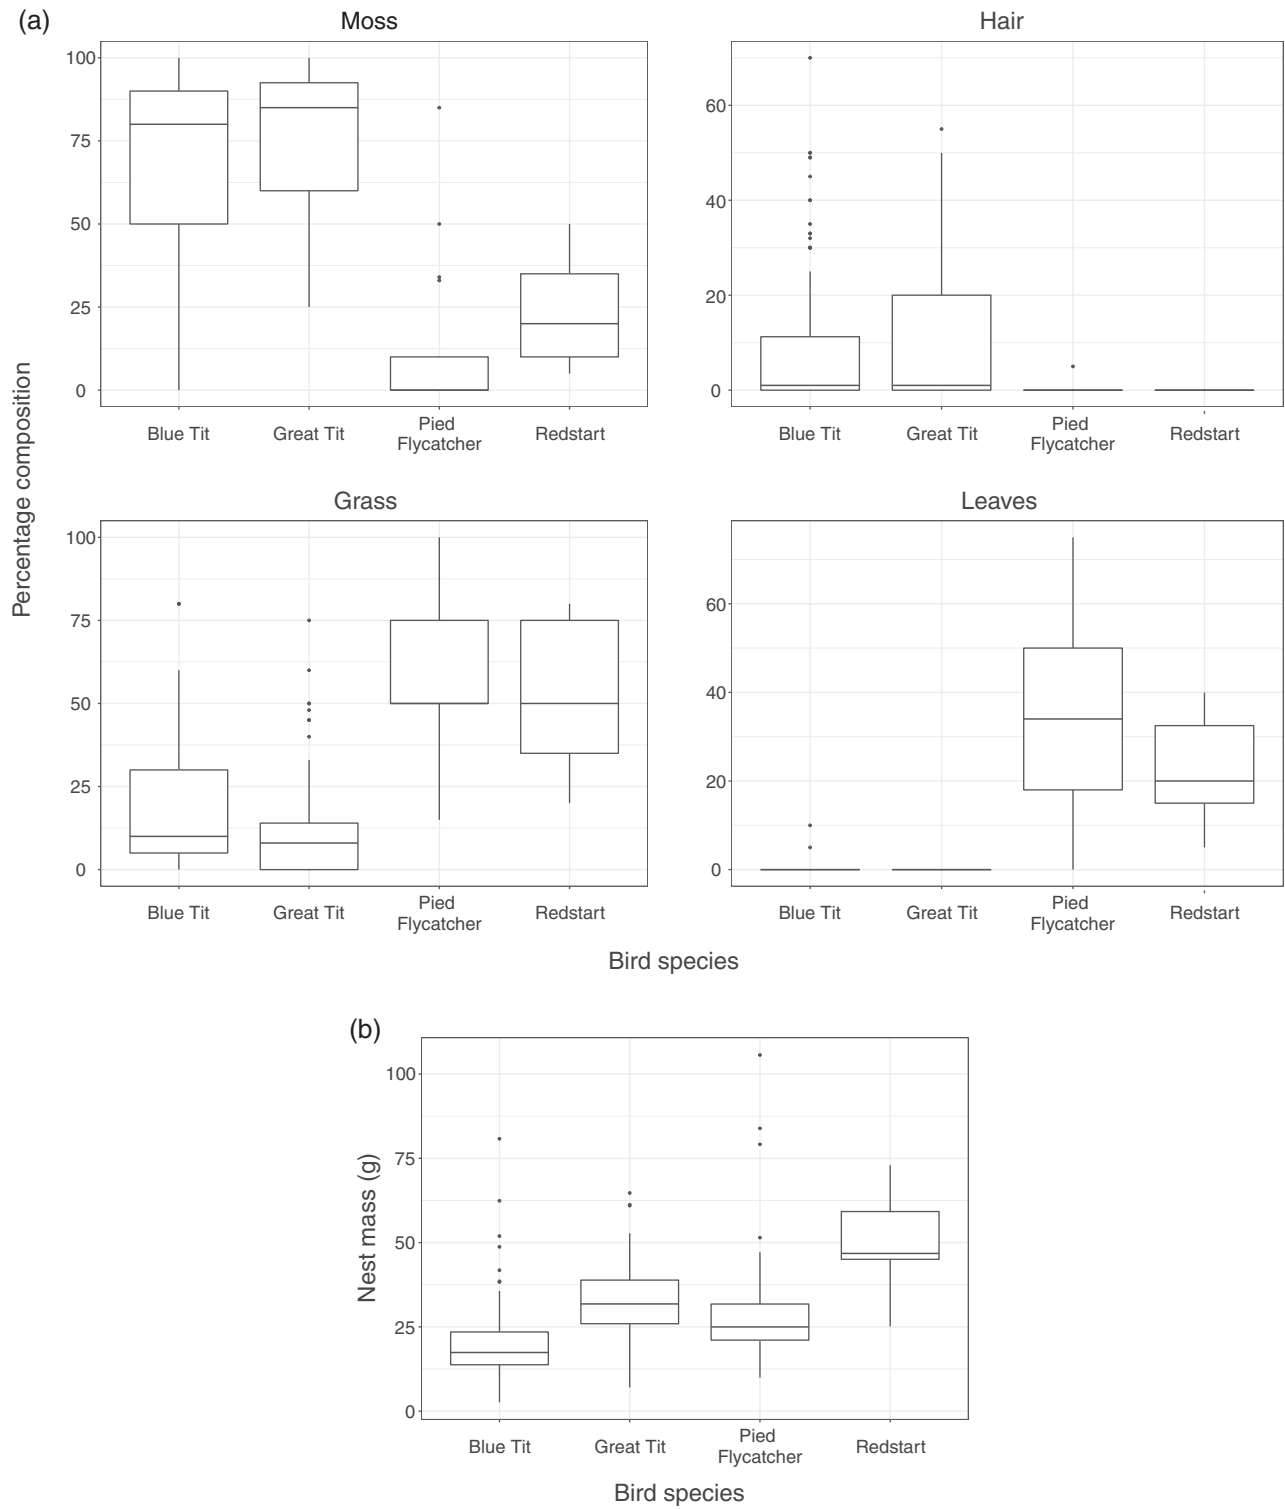 (a)
Moss
Hair
100
75
50
25
0
60
40
20
0
Blue Tit
Great Tit
Pied
Flycatcher
Redstart
Blue Tit
Great Tit
Pied
Flycatcher
Redstart
Percentage composition
Grass
Leaves
100
75
50
25
0
60
40
20
0
Blue Tit
Great Tit
Pied
Flycatcher
Redstart
Blue Tit
Great Tit
Pied
Flycatcher
Redstart
Bird species
(b)
Nest mass (g)
100
75
50
25
0
Blue Tit
Great Tit
Pied
Flycatcher
Redstart
Bird species